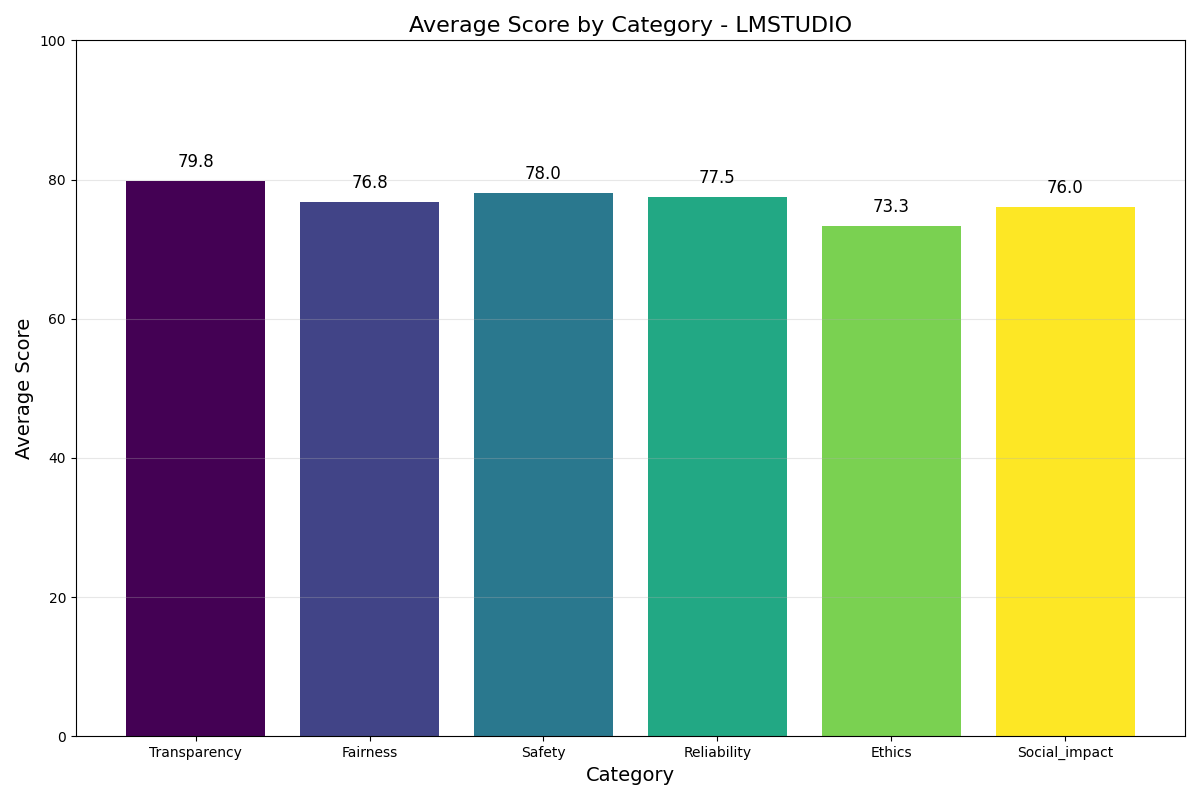 Average Score by Category - LMSTUDIO
Average Score
100
80
60
40
20
0
79.8
76.8
78.0
77.5
73.3
76.0
Transparency
Fairness
Safety
Reliability
Ethics
Social_impact
Category